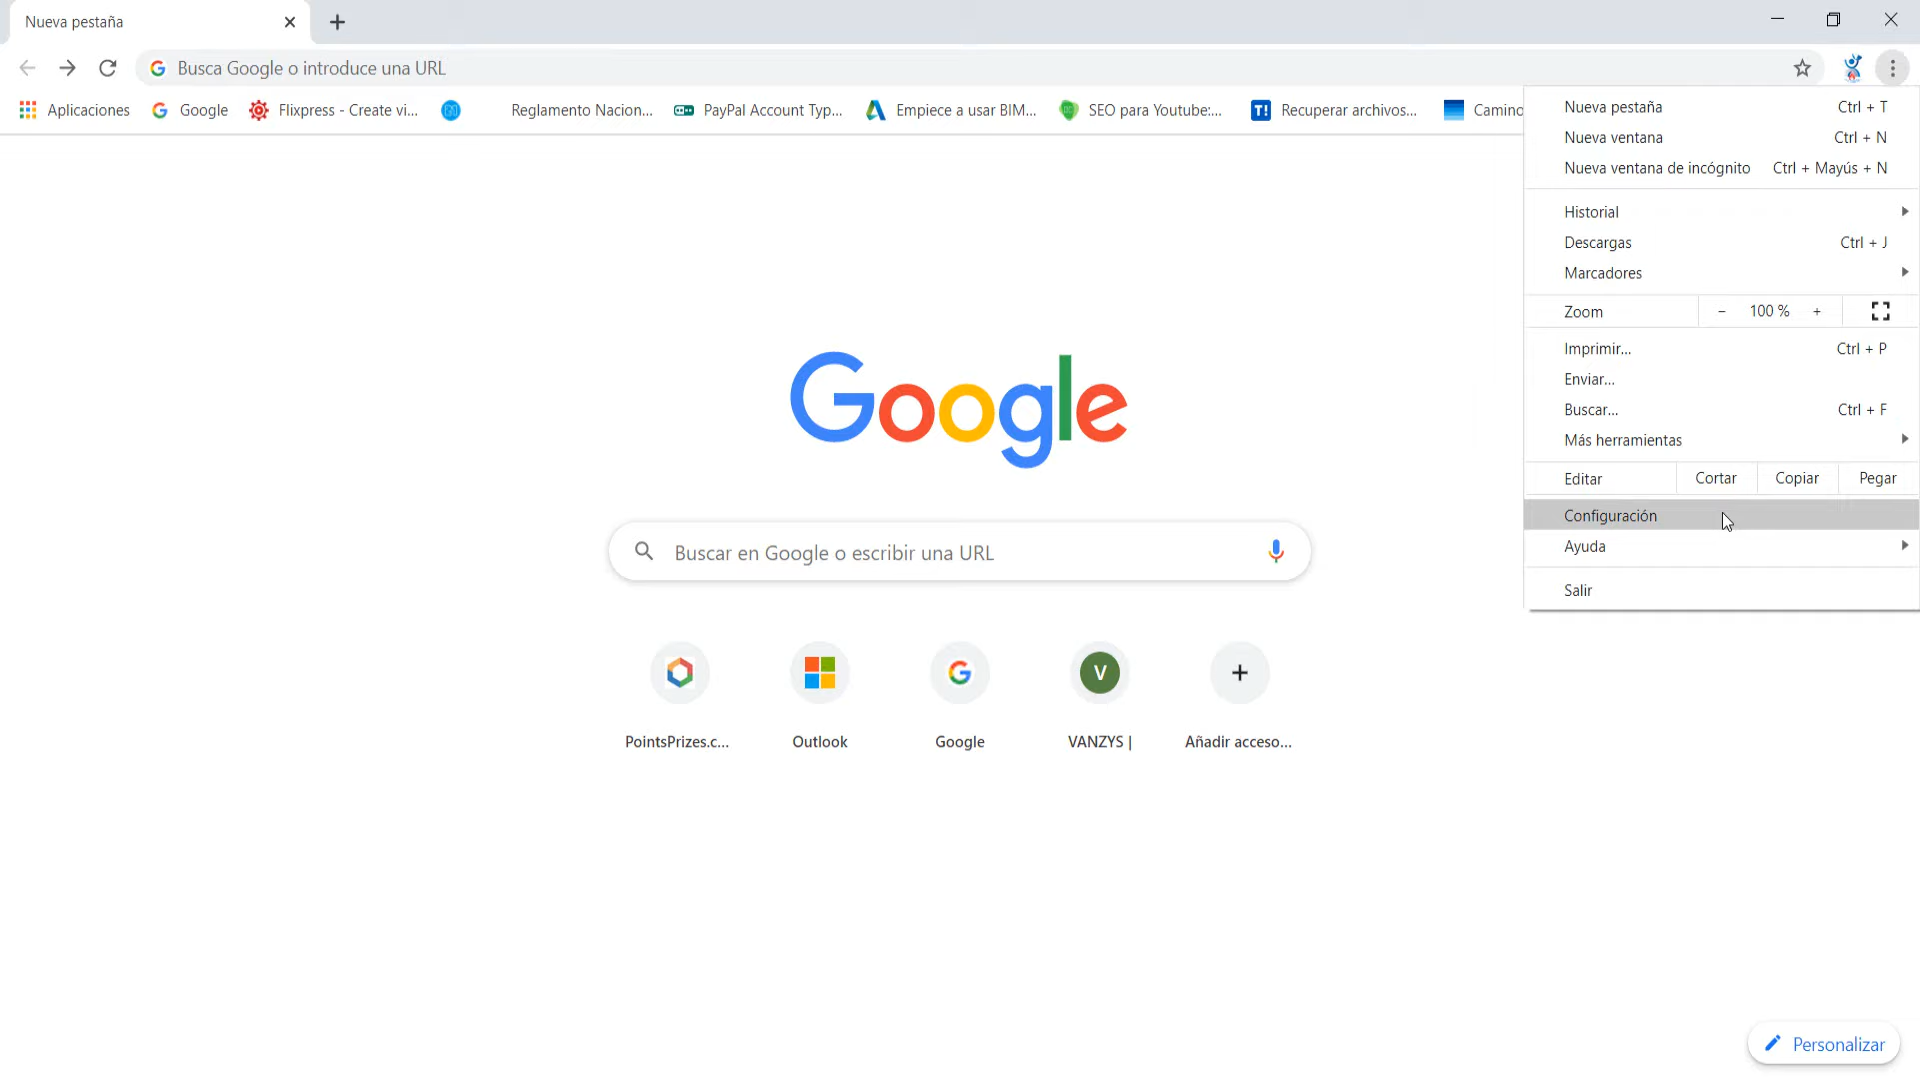 Nueva pestaña
Busca Google o introduce una URL
Aplicaciones Google Flixpress - Create vi... Reglamento Nacion... PayPal Account Typ... Empiece a usar BIM... SEO para Youtube:... T! Recuperar archivos... Camino
Nueva pestaña Ctrl + T
Nueva ventana Ctrl + N
Nueva ventana de incógnito Ctrl + Mayús + N
Historial
Descargas Ctrl + J
Marcadores
Zoom - 100 % +
Imprimir... Ctrl + P
Enviar...
Buscar... Ctrl + F
Más herramientas
Editar Cortar Copiar Pegar
Configuración
Ayuda
Salir
Google
Buscar en Google o escribir una URL
V
PointsPrizes.c... Outlook Google VANZYS | Añadir acceso...
Personalizar